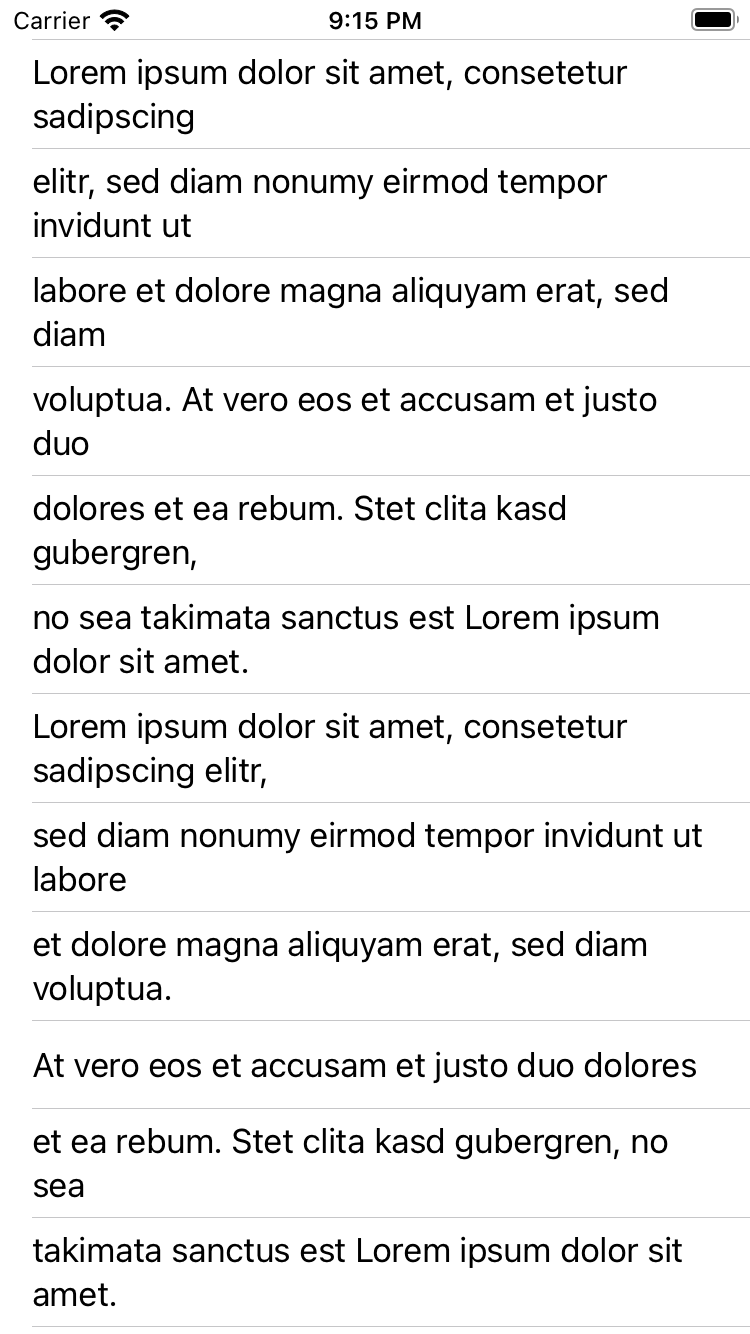 Carrier 9:15 PM
Lorem ipsum dolor sit amet, consetetur
sadipscing
elitr, sed diam nonumy eirmod tempor
invidunt ut
labore et dolore magna aliquyam erat, sed
diam
voluptua. At vero eos et accusam et justo
duo
dolores et ea rebum. Stet clita kasd
gubergren,
no sea takimata sanctus est Lorem ipsum
dolor sit amet.
Lorem ipsum dolor sit amet, consetetur
sadipscing elitr,
sed diam nonumy eirmod tempor invidunt ut
labore
et dolore magna aliquyam erat, sed diam
voluptua.
At vero eos et accusam et justo duo dolores
et ea rebum. Stet clita kasd gubergren, no
sea
takimata sanctus est Lorem ipsum dolor sit
amet.